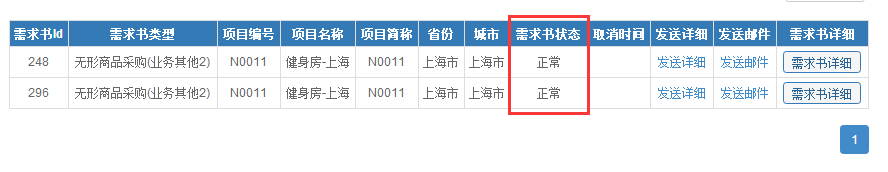 需求书Id 需求书类型 项目编号 项目名称 项目简称 省份 城市 需求书状态 取消时间 发送详细 发送邮件 需求书详细
248 无形商品采购(业务其他2) N0011 健身房-上海 N0011 上海市 上海市 正常 发送详细 发送邮件 需求书详细
296 无形商品采购(业务其他2) N0011 健身房-上海 N0011 上海市 上海市 正常 发送详细 发送邮件 需求书详细
1